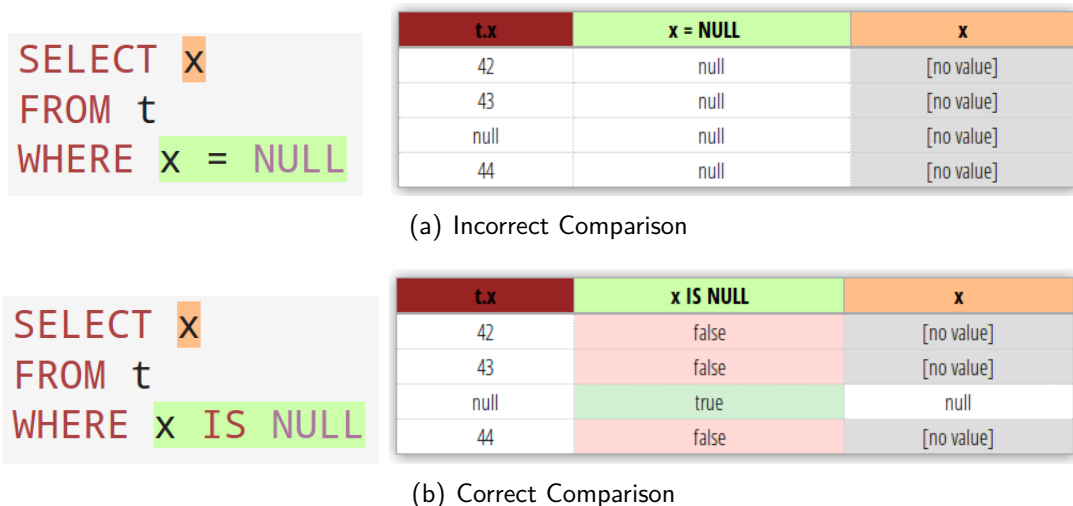 SELECT x
FROM t
WHERE x = NULL
t.x x = NULL x
42 null [no value]
43 null [no value]
null null [no value]
44 null [no value]
(a) Incorrect Comparison
SELECT x
FROM t
WHERE x IS NULL
t.x x IS NULL x
42 false [no value]
43 false [no value]
null true null
44 false [no value]
(b) Correct Comparison